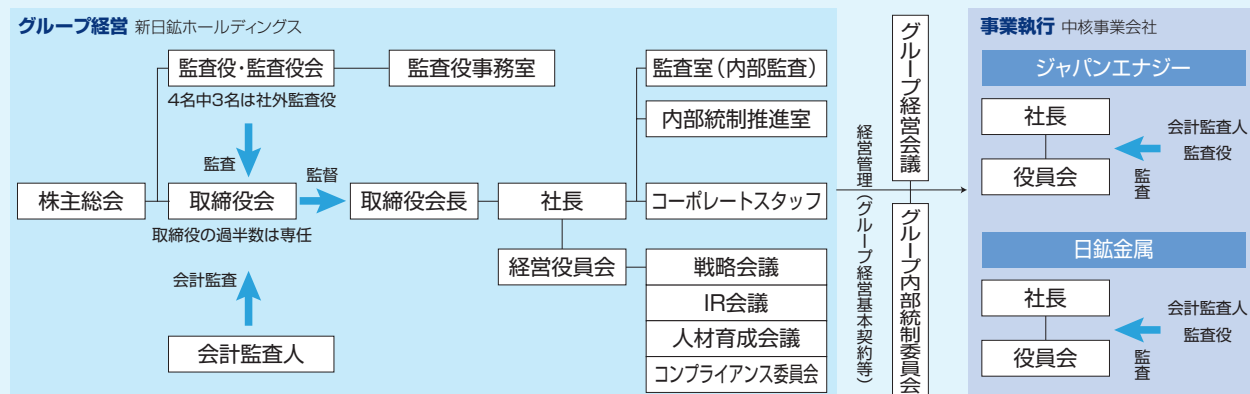 グループ経営 新日鉱ホールディングス
監査役・監査役会
監査役事務室
4名中3名は社外監査役
監査
株主総会
取締役会
監督
取締役会長
社長
取締役の過半数は専任
会計監査
会計監査人
監査室（内部監査）
内部統制推進室
コーポレートスタッフ
経営役員会
戦略会議
IR会議
人材育成会議
コンプライアンス委員会
経営管理（グループ経営基本契約等）
グループ経営会議
グループ内部統制委員会
事業執行 中核事業会社
ジャパンエナジー
社長
役員会
会計監査人
監査役
監査
日鉱金属
社長
役員会
会計監査人
監査役
監査